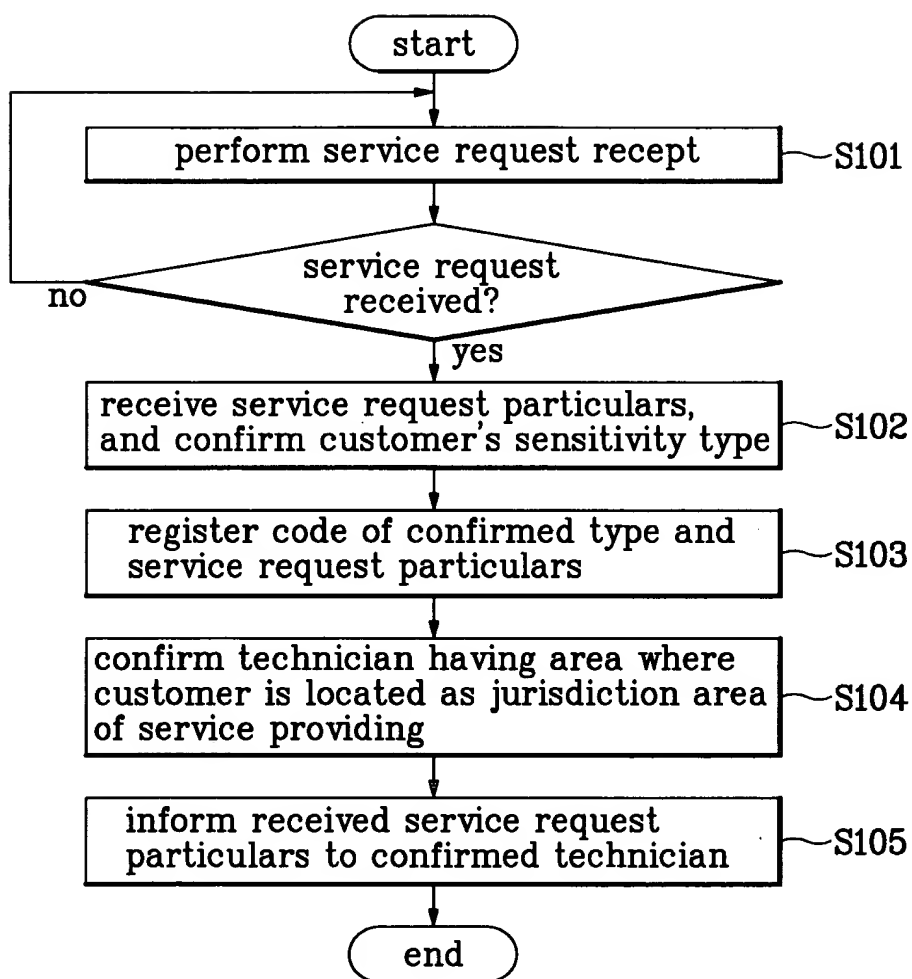 start
perform service request recept
S101
service request
received?
no
yes
receive service request particulars,
and confirm customer's sensitivity type
S102
register code of confirmed type and
service request particulars
S103
confirm technician having area where
customer is located as jurisdiction area
of service providing
S104
inform received service request
particulars to confirmed technician
S105
end